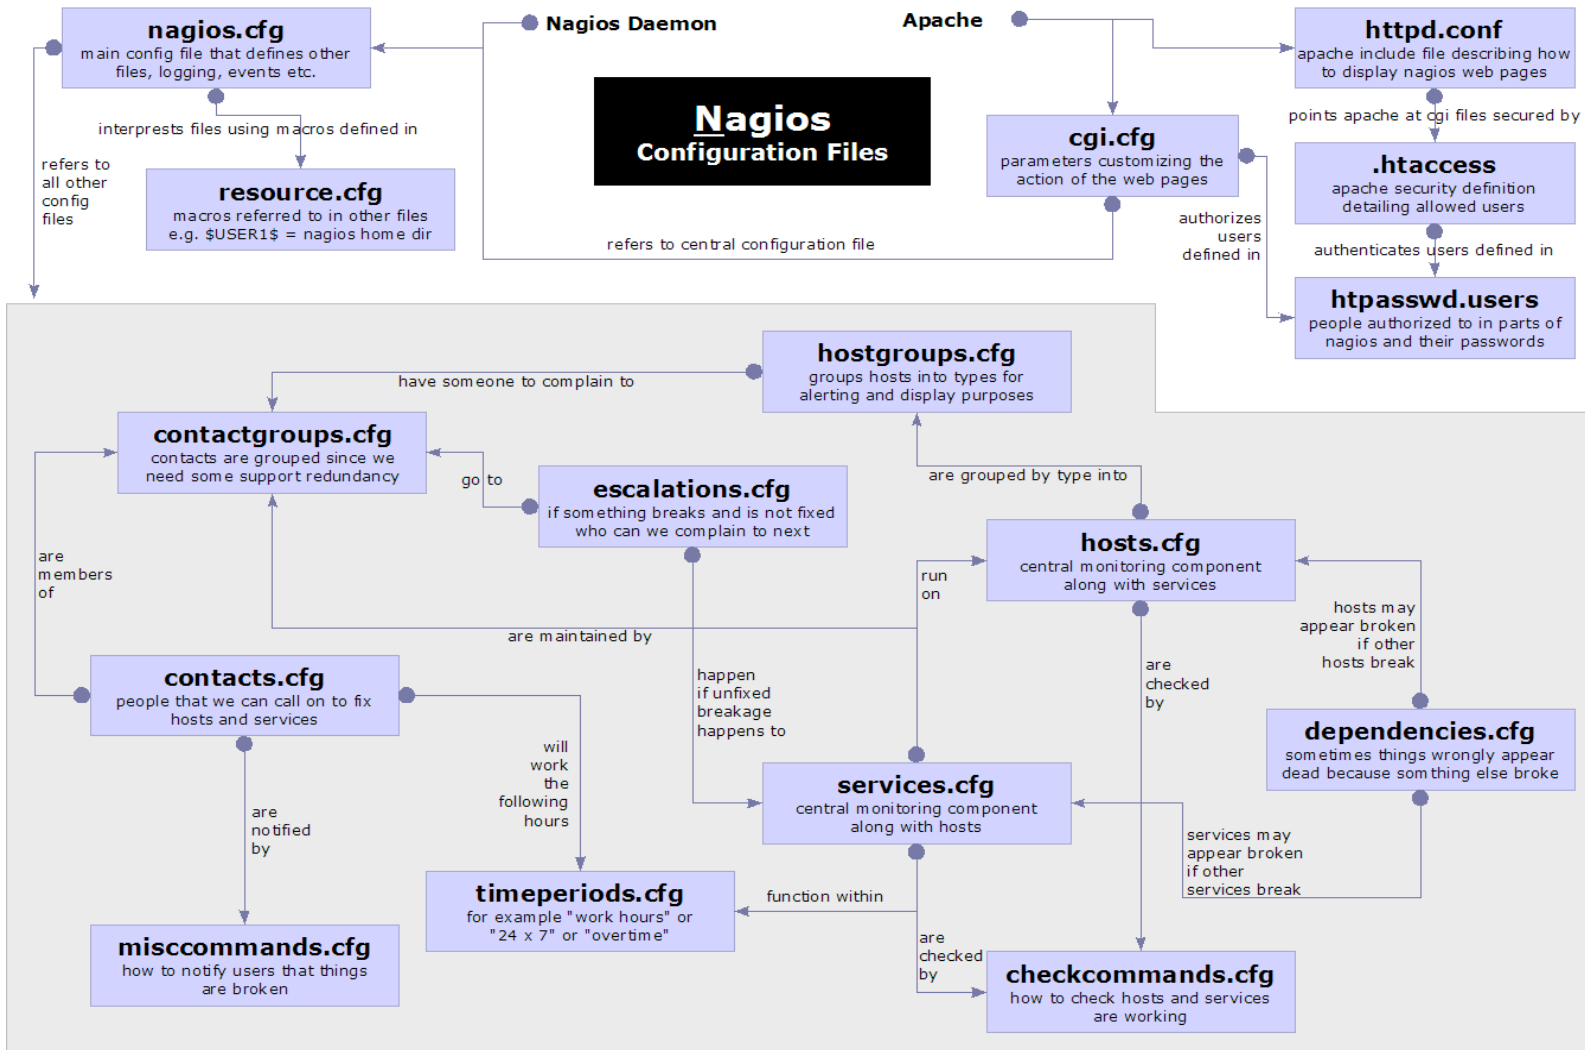 nagios.cfg
main config file that defines other
files, logging, events etc.
Nagios Daemon
Apache
httpd.conf
apache include file describing how
to display nagios web pages
interprests files using macros defined in
Nagios
Configuration Files
points apache at cgi files secured by
cgi.cfg
parameters customizing the
action of the web pages
.htaccess
apache security definition
detailing allowed users
refers to
all other
config
files
resource.cfg
macros referred to in other files
e.g. $USER1$ = nagios home dir
refers to central configuration file
authorizes
users
defined in
authenticates users defined in
htpasswd.users
people authorized to in parts of
nagios and their passwords
hostgroups.cfg
groups hosts into types for
alerting and display purposes
have someone to complain to
contactgroups.cfg
contacts are grouped since we
need some support redundancy
go to
escalations.cfg
if something breaks and is not fixed
who can we complain to next
are grouped by type into
hosts.cfg
central monitoring component
along with services
are
members
of
run
on
are maintained by
hosts may
appear broken
if other
hosts break
contacts.cfg
people that we can call on to fix
hosts and services
happen
if unfixed
breakage
happens to
are
checked
by
dependencies.cfg
sometimes things wrongly appear
dead because somthing else broke
will
work
the
following
hours
services.cfg
central monitoring component
along with hosts
are
notified
by
services may
appear broken
if other
services break
timeperiods.cfg
for example "work hours" or
"24 x 7" or "overtime"
function within
misccommands.cfg
how to notify users that things
are broken
are
checked
by
checkcommands.cfg
how to check hosts and services
are working